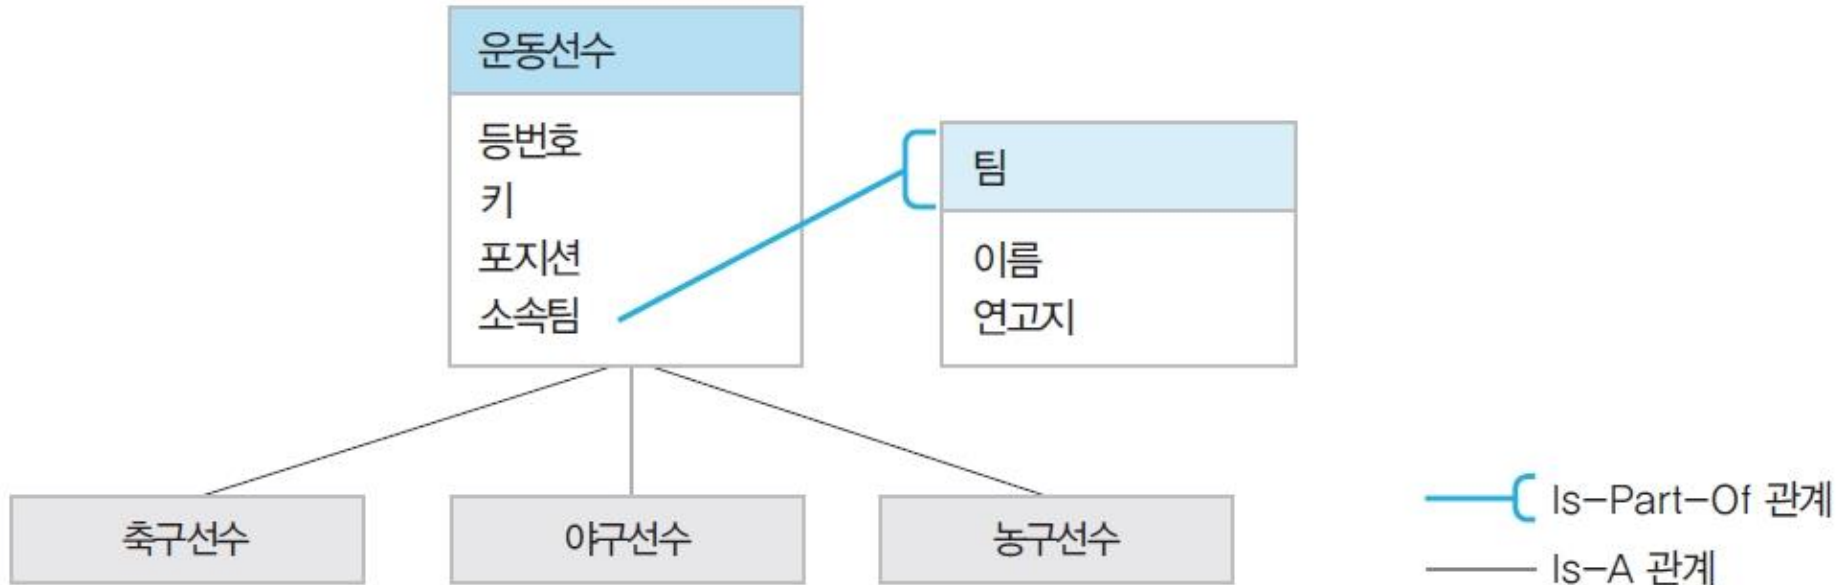 운동선수
등번호
키
포지션
소속팀
팀
이름
연고지
축구선수
야구선수
농구선수
Is-Part-Of 관계
Is-A 관계